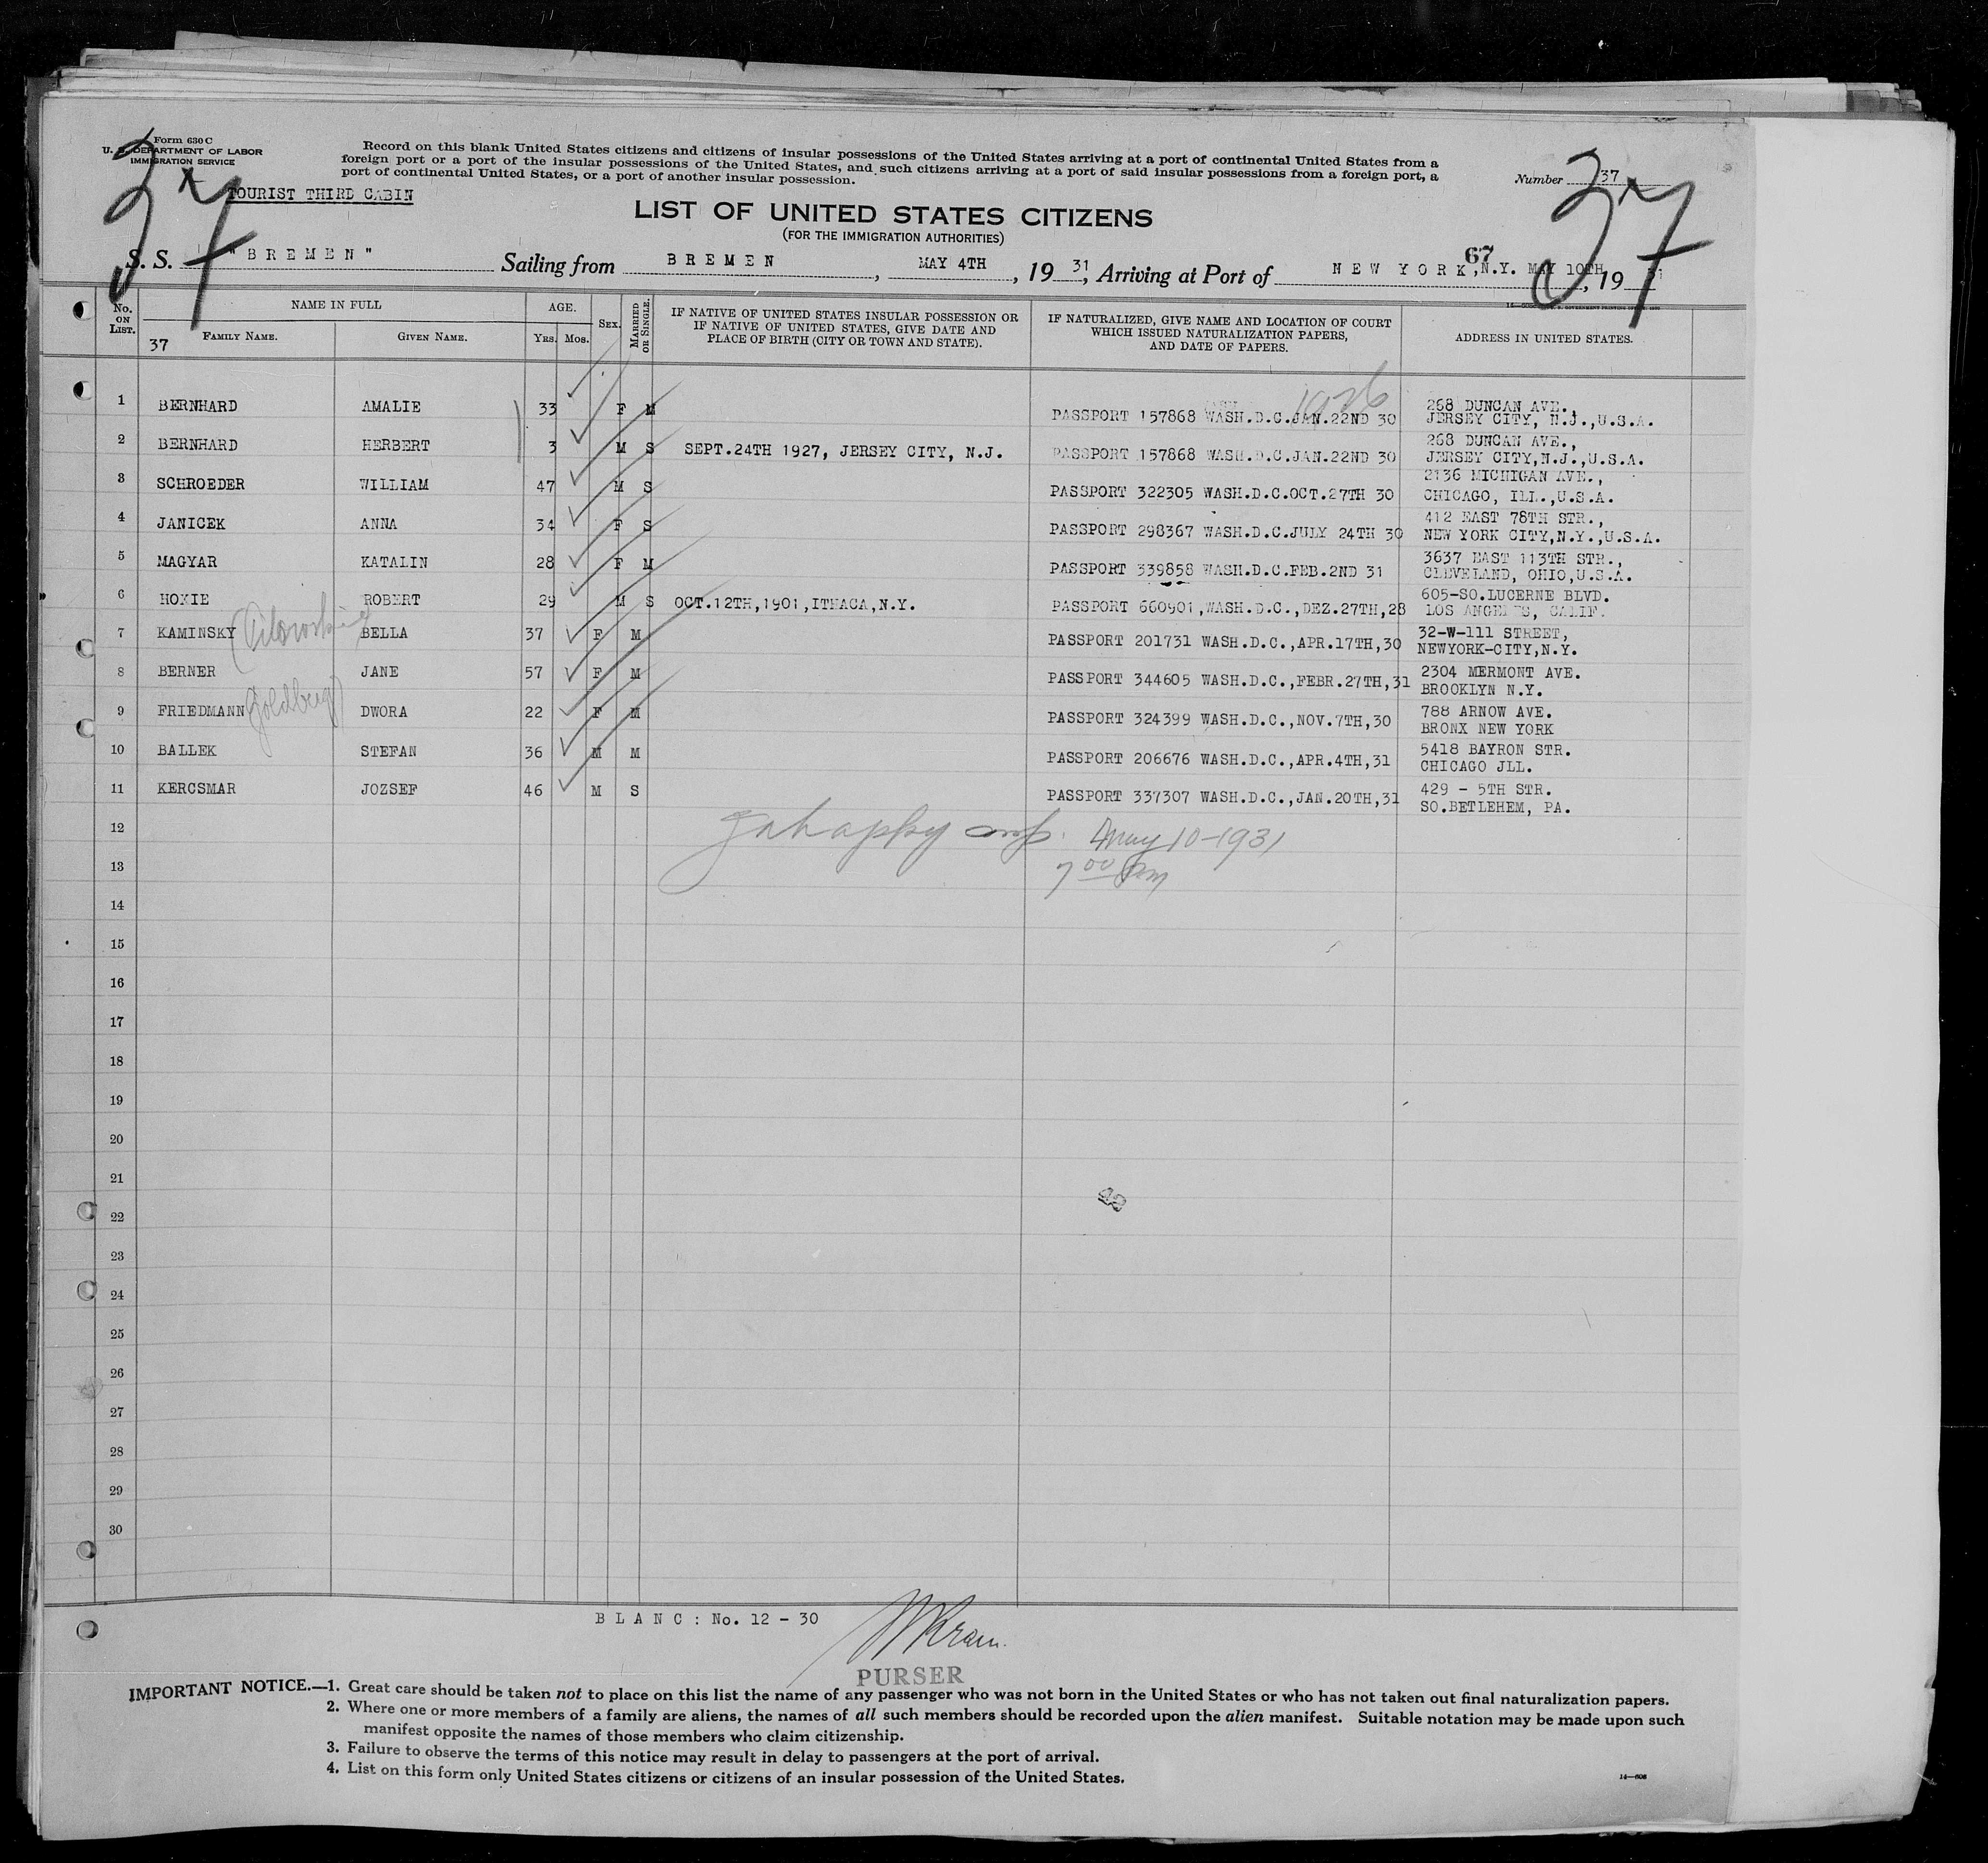 Form 630 C
U. S. DEPARTMENT OF LABOR
IMMIGRATION SERVICE
37
TOURIST THIRD CABIN
Record on this blank United States citizens and citizens of insular possessions of the United States arriving at a port of continental United States from a
foreign port or a port of the insular possessions of the United States, and such citizens arriving at a port of said insular possessions from a foreign port, a
port of continental United States, or a port of another insular possession.
Number 37
37
LIST OF UNITED STATES CITIZENS
(FOR THE IMMIGRATION AUTHORITIES)
67
S. S. "BREMEN" Sailing from BREMEN, MAY 4TH, 1931, Arriving at Port of NEW YORK, N.Y. MAY 10TH, 1931
No. ON LIST. NAME IN FULL AGE. SEX. MARRIED OR SINGLE. IF NATIVE OF UNITED STATES INSULAR POSSESSION OR IF NATIVE OF UNITED STATES, GIVE DATE AND PLACE OF BIRTH (CITY OR TOWN AND STATE). IF NATURALIZED, GIVE NAME AND LOCATION OF COURT WHICH ISSUED NATURALIZATION PAPERS, AND DATE OF PAPERS. ADDRESS IN UNITED STATES.
37 FAMILY NAME. GIVEN NAME. YRS. MOS.
1926
1 BERNHARD AMALIE 33 F M PASSPORT 157868 WASH.D.C.JAN.22ND 30 268 DUNCAN AVE.,
JERSEY CITY, N.J.,U.S.A.
2 BERNHARD HERBERT 3 M S SEPT.24TH 1927, JERSEY CITY, N.J. PASSPORT 157868 WASH.D.C.JAN.22ND 30 268 DUNCAN AVE.,
JERSEY CITY,N.J.,U.S.A.
3 SCHROEDER WILLIAM 47 M S PASSPORT 322305 WASH.D.C.OCT.27TH 30 2136 MICHIGAN AVE.,
CHICAGO, ILL.,U.S.A.
4 JANICEK ANNA 34 F S PASSPORT 298367 WASH.D.C.JULY 24TH 30 412 EAST 78TH STR.,
NEW YORK CITY,N.Y.,U.S.A.
5 MAGYAR KATALIN 28 F M PASSPORT 339858 WASH.D.C.FEB.2ND 31 3637 EAST 113TH STR.,
CLEVELAND, OHIO,U.S.A.
6 HOKIE ROBERT 29 M S OCT.12TH,1901,ITHACA,N.Y. PASSPORT 660901,WASH.D.C.,DEZ.27TH,28 605-SO.LUCERNE BLVD.
LOS ANGELES, CALIF.
7 KAMINSKY BELLA 37 F M PASSPORT 201731 WASH.D.C.,APR.17TH,30 32-W-111 STREET,
NEWYORK-CITY,N.Y.
8 BERNER JANE 57 F M PASSPORT 344605 WASH.D.C.,FEBR.27TH,31 2304 MERMONT AVE.
BROOKLYN N.Y.
9 FRIEDMANN Goldberg) DWORA 22 F M PASSPORT 324399 WASH.D.C.,NOV.7TH,30 788 ARNOW AVE.
BRONX NEW YORK
10 BALLEK STEFAN 36 M M PASSPORT 206676 WASH.D.C.,APR.4TH,31 5418 BAYRON STR.
CHICAGO JLL.
11 KERCSMAR JOZSEF 46 M S PASSPORT 337307 WASH.D.C.,JAN.20TH,31 429 - 5TH STR.
SO.BETLEHEM, PA.
12 May 10-1931
13 7 00 PM
14
15
16
17
18
19
20
21
22
23
24
25
26
27
28
29
30
BLANC: No. 12 - 30
PURSER
IMPORTANT NOTICE.—1. Great care should be taken not to place on this list the name of any passenger who was not born in the United States or who has not taken out final naturalization papers.
2. Where one or more members of a family are aliens, the names of all such members should be recorded upon the alien manifest. Suitable notation may be made upon such
manifest opposite the names of those members who claim citizenship.
3. Failure to observe the terms of this notice may result in delay to passengers at the port of arrival.
4. List on this form only United States citizens or citizens of an insular possession of the United States.